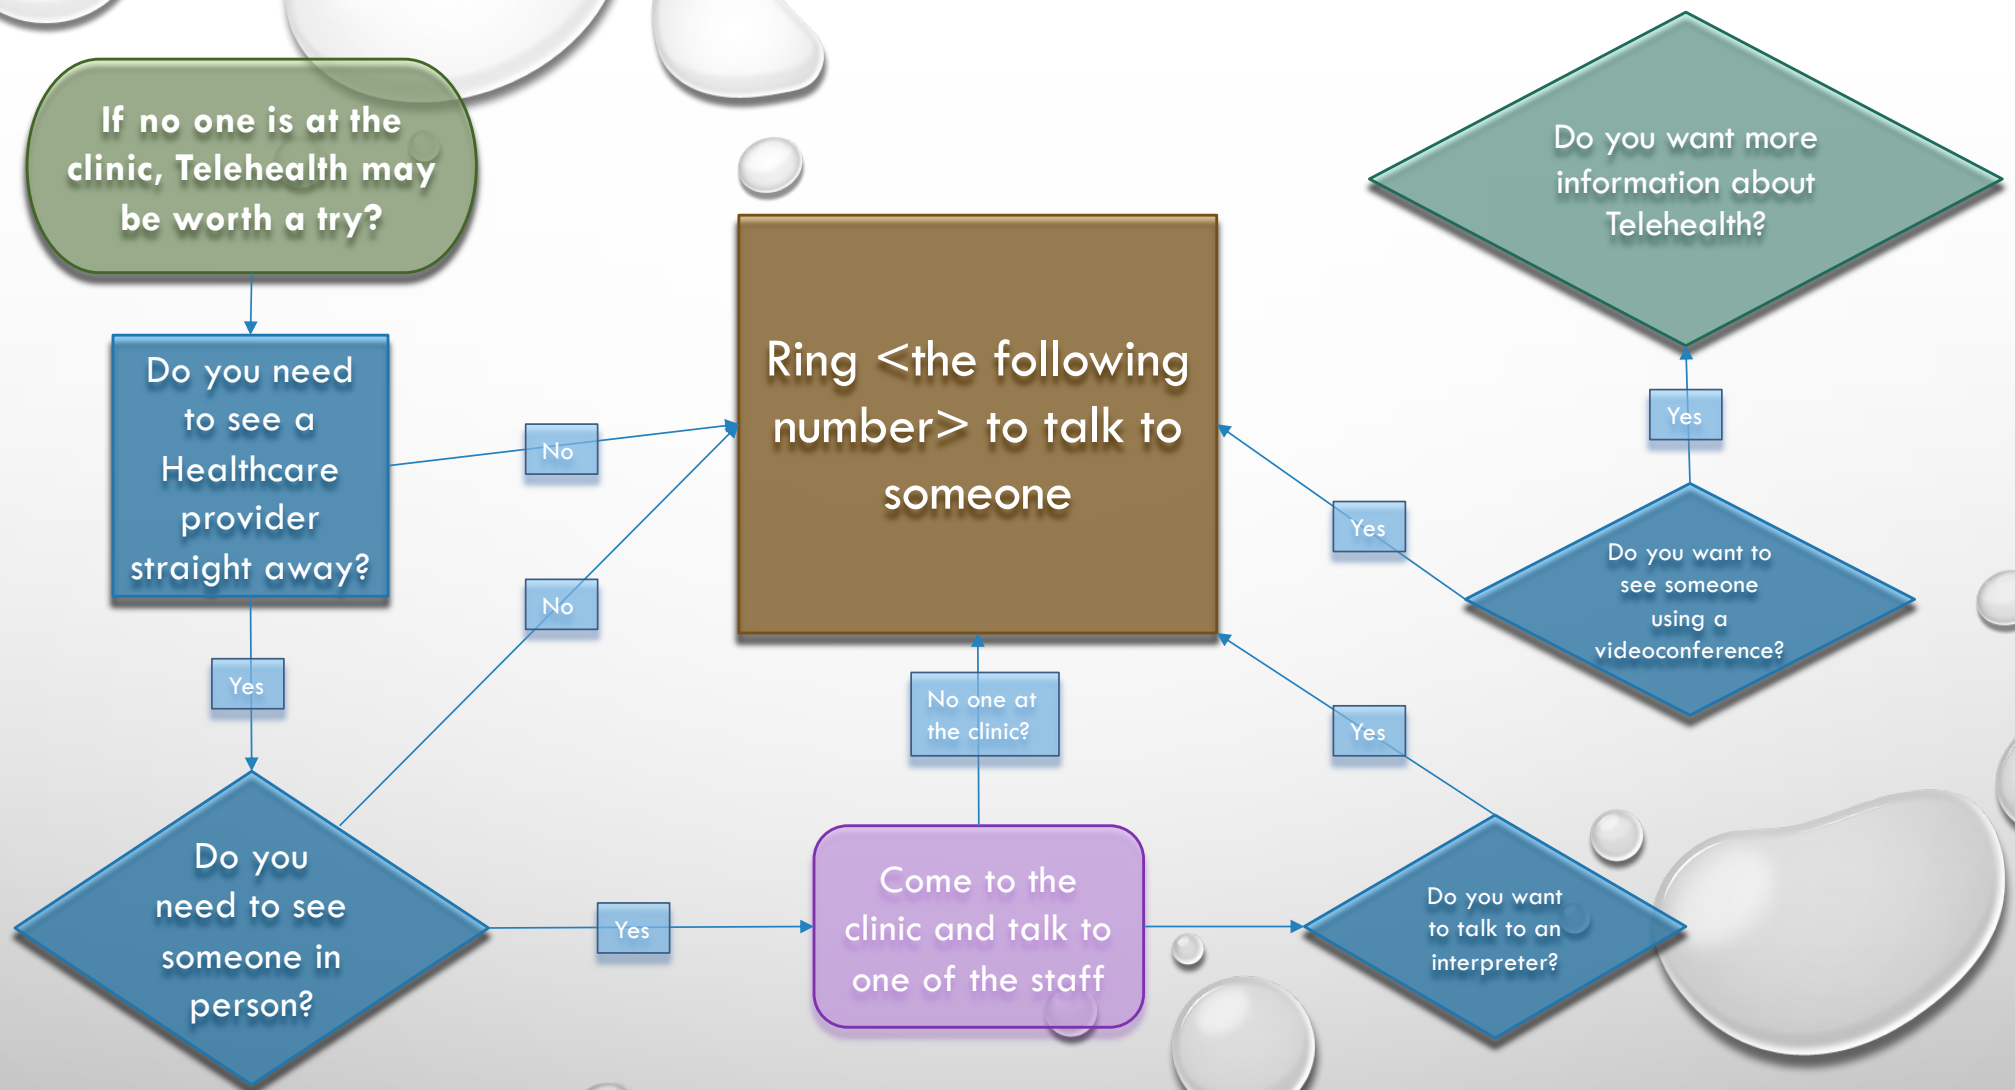 If no one is at the
clinic, Telehealth may
be worth a try?
Do you need
to see a
Healthcare
provider
straight away?
No
No
Yes
Do you
need to see
someone in
person?
Yes
Ring <the following
number> to talk to
someone
No one at
the clinic?
Come to the
clinic and talk to
one of the staff
Do you want more
information about
Telehealth?
Yes
Yes
Do you want to
see someone
using a
videoconference?
Yes
Do you want
to talk to an
interpreter?